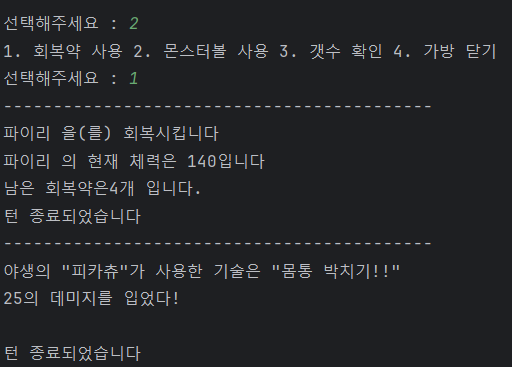 선택해주세요 : 2
1. 회복약 사용 2. 몬스터볼 사용 3. 갯수 확인 4. 가방 닫기
선택해주세요 : 1
-------------------------------------------
파이리 을(를) 회복시킵니다
파이리 의 현재 체력은 140입니다
남은 회복약은4개 입니다.
턴 종료되었습니다
-------------------------------------------
야생의 "피카츄"가 사용한 기술은 "몸통 박치기!!"
25의 데미지를 입었다!
턴 종료되었습니다